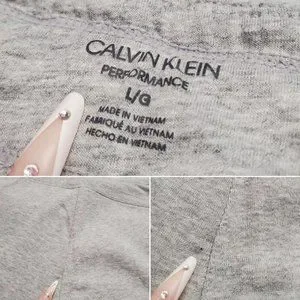 CALVIN KLEIN
PERFORMANCE
L/G
MADE IN VIETNAM
FABRIQUÉ AU VIETNAM
HECHO EN VIETNAM